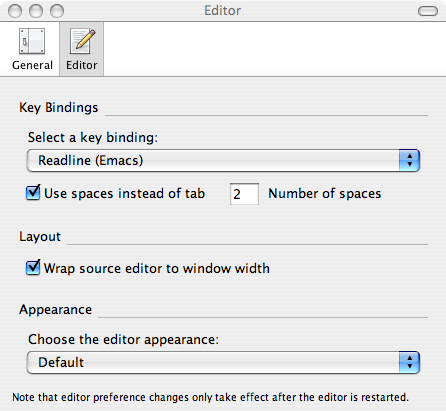 Editor
General Editor
Key Bindings
Select a key binding:
Readline (Emacs)
Use spaces instead of tab 2 Number of spaces
Layout
Wrap source editor to window width
Appearance
Choose the editor appearance:
Default
Note that editor preference changes only take effect after the editor is restarted.